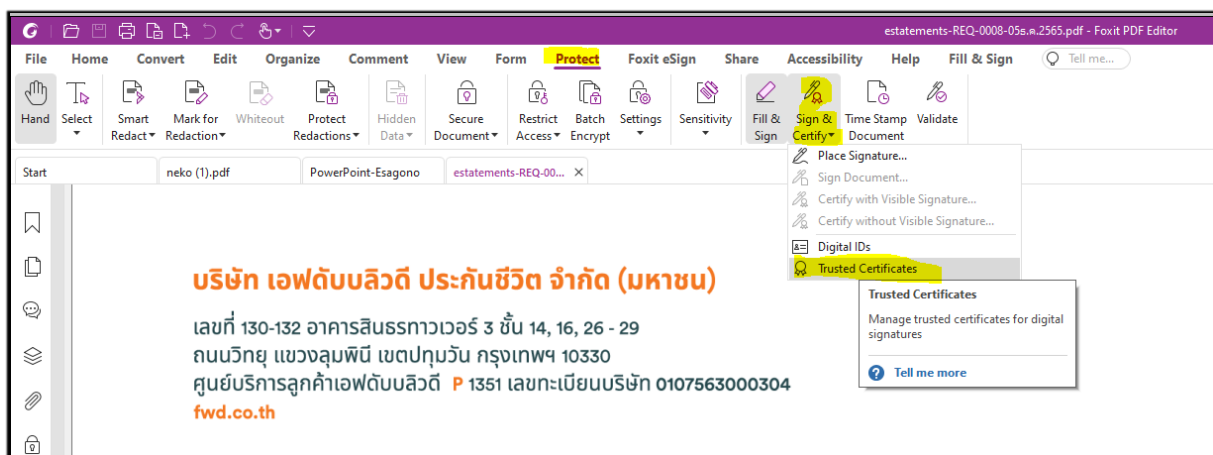 estatements-REQ-0008-05ธ.ค.2565.pdf - Foxit PDF Editor
File Home Convert Edit Organize Comment View Form Protect Foxit eSign Share Accessibility Help Fill & Sign Tell me...
Hand Select Smart Redact Mark for Redaction Whiteout Protect Redactions Hidden Data Secure Document Restrict Access Batch Encrypt Settings Sensitivity Fill & Sign Sign & Certify Time Stamp Document Validate
Start neko (1).pdf PowerPoint-Esagono estatements-REQ-00...
Place Signature...
Sign Document...
Certify with Visible Signature...
Certify without Visible Signature...
Digital IDs
Trusted Certificates
Trusted Certificates
Manage trusted certificates for digital
signatures
Tell me more
บริษัท เอฟดับบลิวดี ประกันชีวิต จำกัด (มหาชน)
เลขที่ 130-132 อาคารสินธรทาวเวอร์ 3 ชั้น 14, 16, 26 - 29
ถนนวิทยุ แขวงลุมพินี เขตปทุมวัน กรุงเทพฯ 10330
ศูนย์บริการลูกค้าเอฟดับบลิวดี P 1351 เลขทะเบียนบริษัท 0107563000304
fwd.co.th